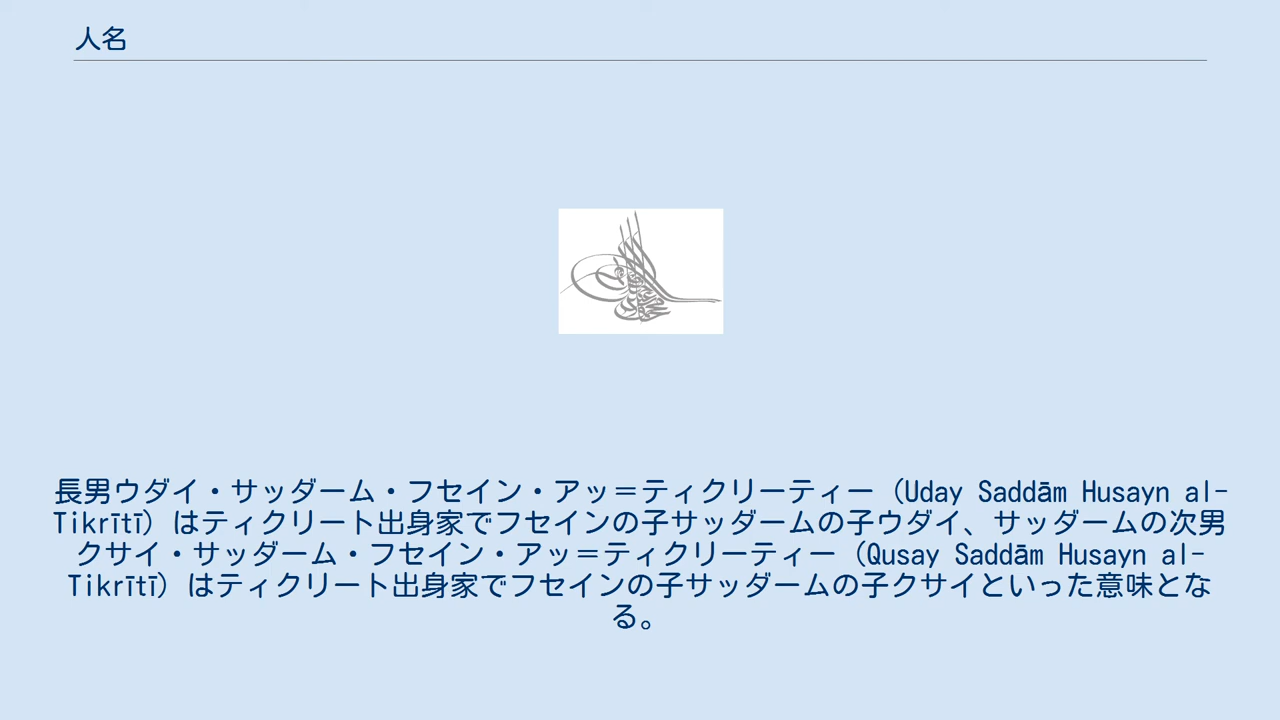 人名
長男ウダイ・サッダーム・フセイン・アッ＝ティクリーティー（Uday Saddām Husayn al-
Tikrītī）はティクリート出身家でフセインの子サッダームの子ウダイ、サッダームの次男
クサイ・サッダーム・フセイン・アッ＝ティクリーティー（Qusay Saddām Husayn al-
Tikrītī）はティクリート出身家でフセインの子サッダームの子クサイといった意味とな
る。